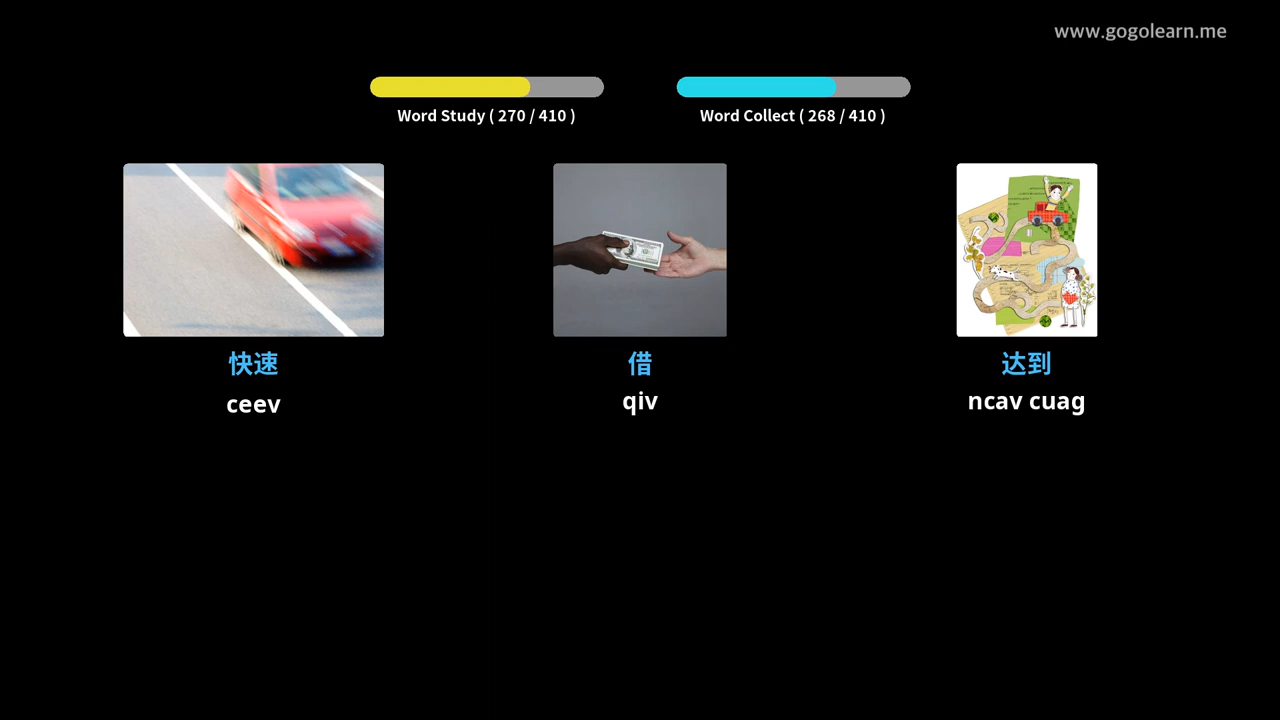 www.gogolearn.me
Word Study ( 270 / 410 )
Word Collect ( 268 / 410 )
快速
ceev
借
qiv
达到
ncav cuag